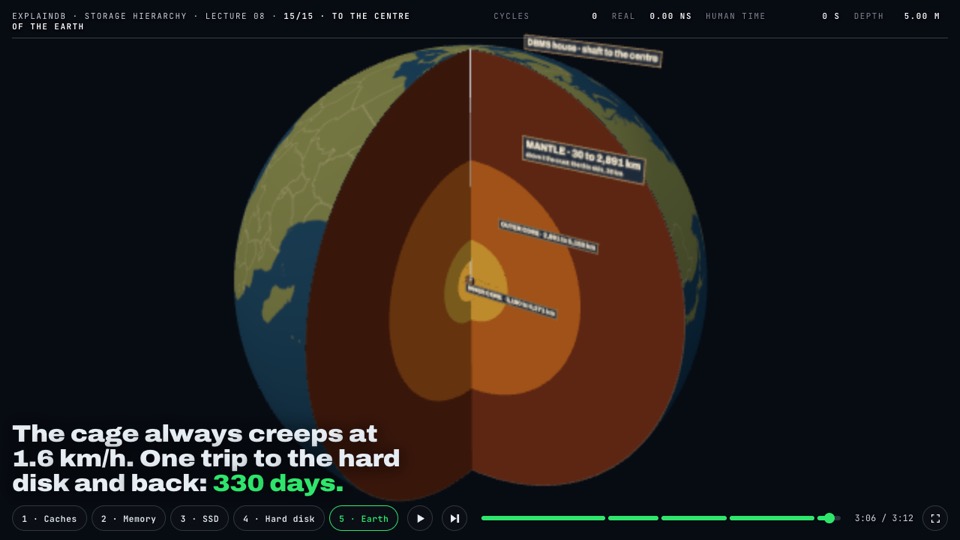 EXPLAINDB · STORAGE HIERARCHY · LECTURE 08 · 15/15 · TO THE CENTRE OF THE EARTH
CYCLES 0 REAL 0.00 NS HUMAN TIME 0 S DEPTH 5.00 M
DBMS house · shaft to the centre
MANTLE · 30 to 2,891 km
OUTER CORE · 2,891 to 5,150 km
The cage always creeps at
1.6 km/h. One trip to the hard
disk and back: 330 days.
1 · Caches
2 · Memory
3 · SSD
4 · Hard disk
5 · Earth
3:06 / 3:12